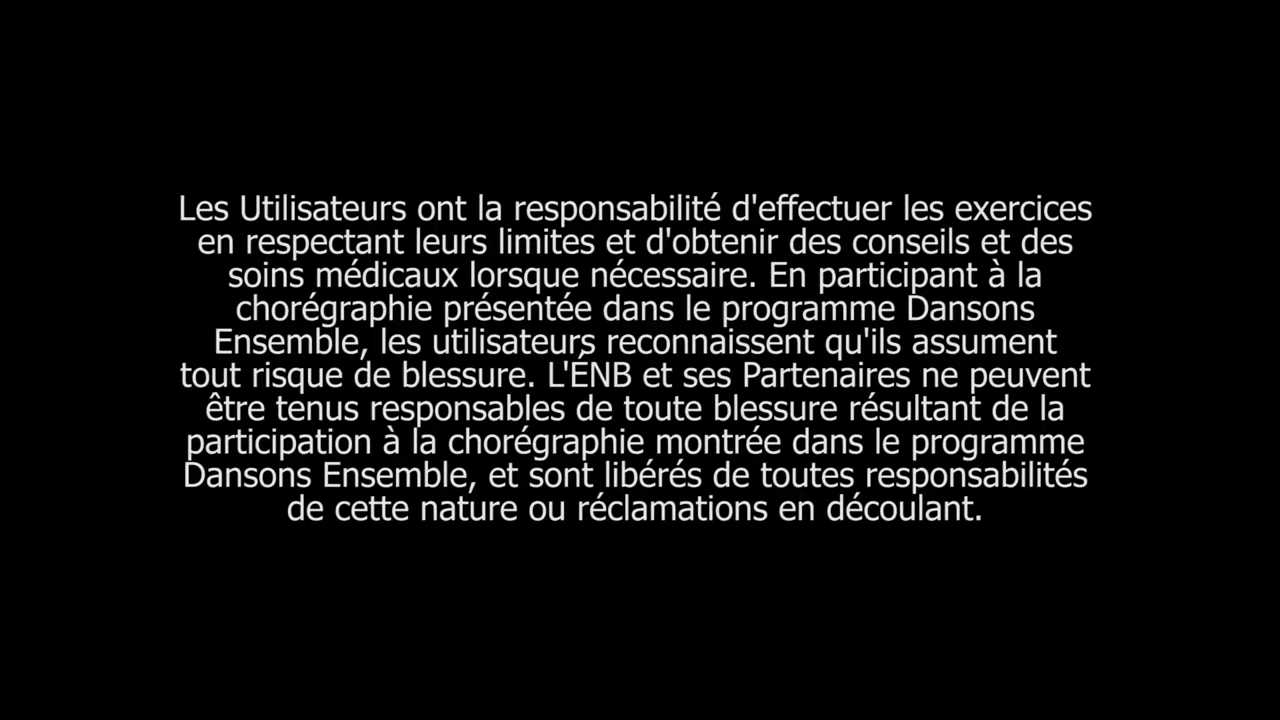 Les Utilisateurs ont la responsabilité d'effectuer les exercices
en respectant leurs limites et d'obtenir des conseils et des
soins médicaux lorsque nécessaire. En participant à la
chorégraphie présentée dans le programme Dansons
Ensemble, les utilisateurs reconnaissent qu'ils assument
tout risque de blessure. L'ÉNB et ses Partenaires ne peuvent
être tenus responsables de toute blessure résultant de la
participation à la chorégraphie montrée dans le programme
Dansons Ensemble, et sont libérés de toutes responsabilités
de cette nature ou réclamations en découlant.